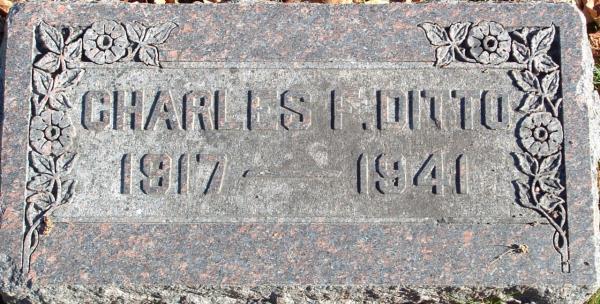 CHARLES F. DITTO
1917 — 1941